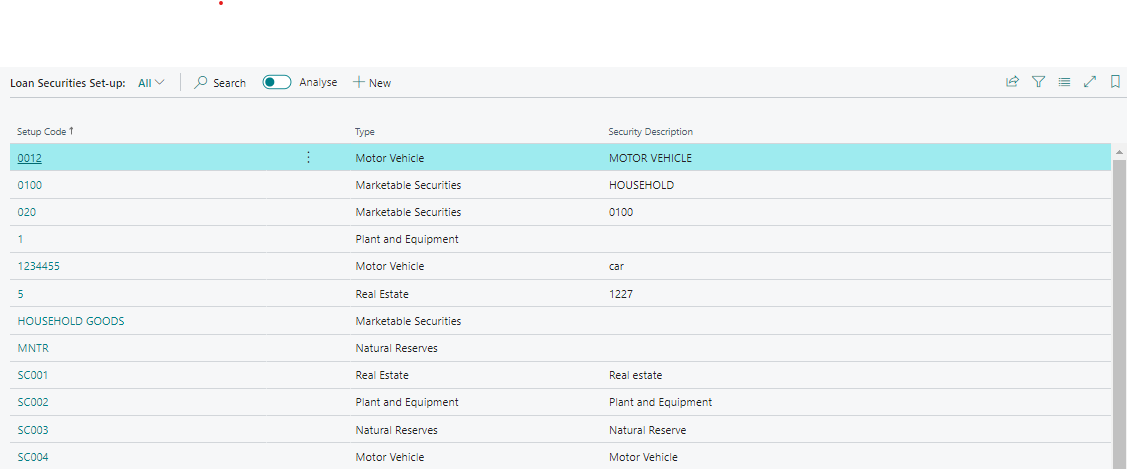 Loan Securities Set-up: All Search Analyse + New
Setup Code ↑ Type Security Description
0012 Motor Vehicle MOTOR VEHICLE
0100 Marketable Securities HOUSEHOLD
020 Marketable Securities 0100
1 Plant and Equipment
1234455 Motor Vehicle car
5 Real Estate 1227
HOUSEHOLD GOODS Marketable Securities
MNTR Natural Reserves
SC001 Real Estate Real estate
SC002 Plant and Equipment Plant and Equipment
SC003 Natural Reserves Natural Reserve
SC004 Motor Vehicle Motor Vehicle